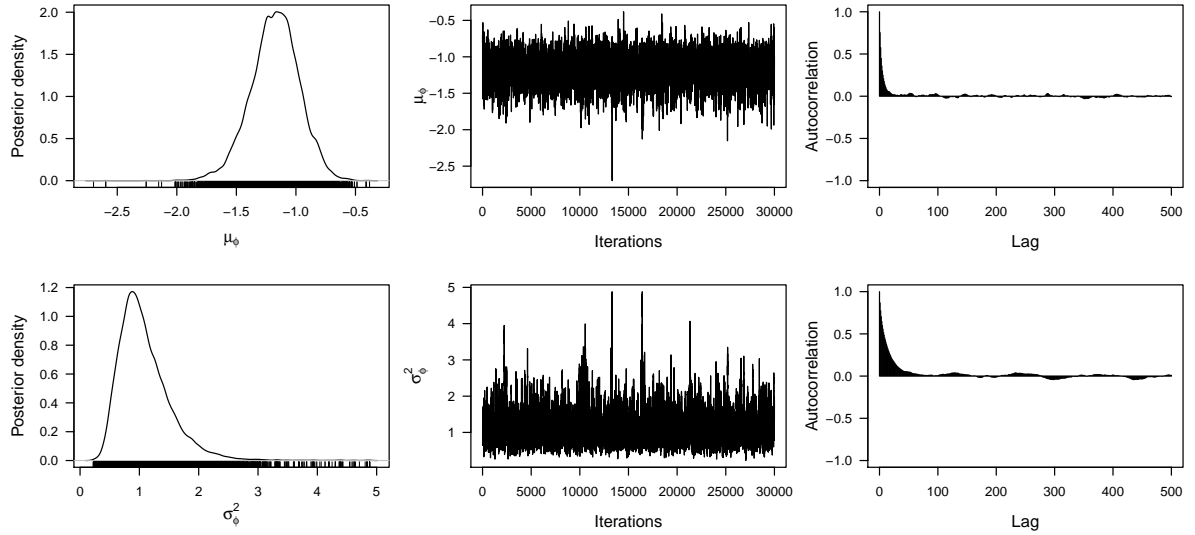 Posterior density
2.0
1.5
1.0
0.5
0.0
−2.5 −2.0 −1.5 −1.0 −0.5
μϕ
μϕ
−0.5
−1.0
−1.5
−2.0
−2.5
0 5000 10000 15000 20000 25000 30000
Iterations
Autocorrelation
1.0
0.5
0.0
−0.5
−1.0
0 100 200 300 400 500
Lag
Posterior density
1.2
1.0
0.8
0.6
0.4
0.2
0.0
0 1 2 3 4 5
σ²ϕ
σ²ϕ
5
4
3
2
1
0 5000 10000 15000 20000 25000 30000
Iterations
Autocorrelation
1.0
0.5
0.0
−0.5
−1.0
0 100 200 300 400 500
Lag